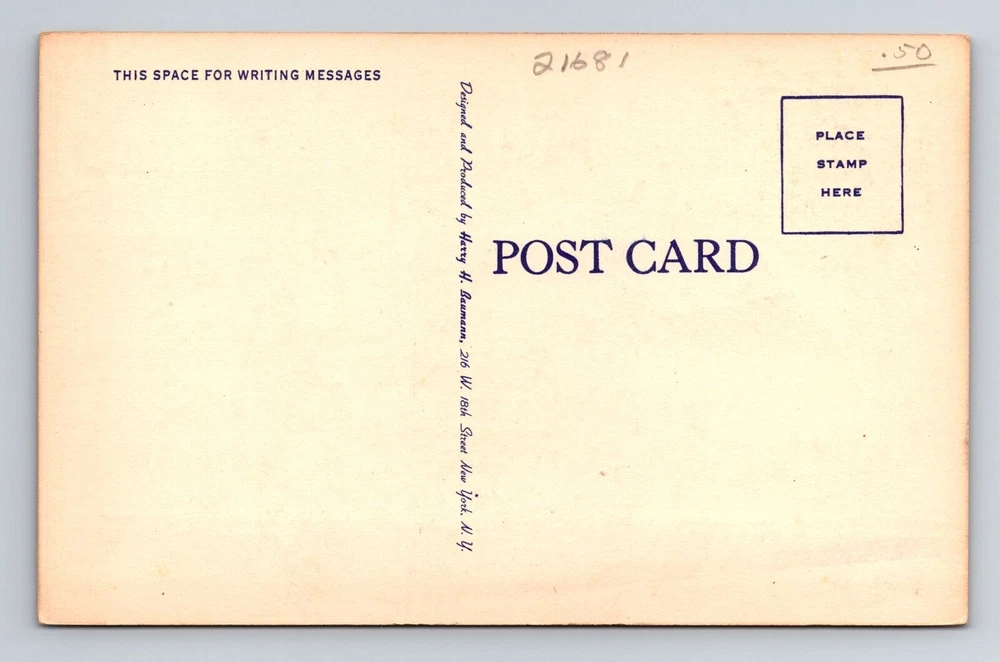 THIS SPACE FOR WRITING MESSAGES
21681
.50
PLACE
STAMP
HERE
POST CARD
Designed and Produced by Harry H. Baumann, 216 W. 18th Street New York, N. Y.